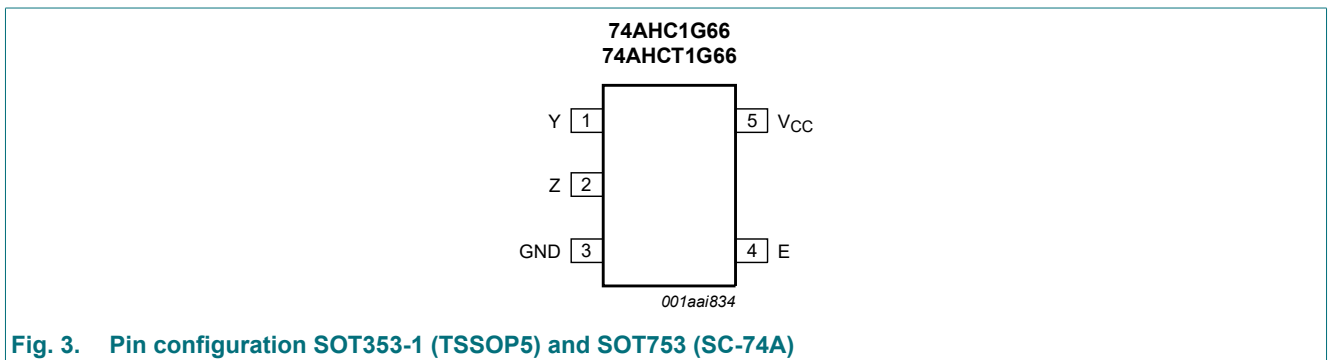 74AHC1G66
74AHCT1G66
Y 1 5 VCC
Z 2
GND 3 4 E
001aai834
Fig. 3. Pin configuration SOT353-1 (TSSOP5) and SOT753 (SC-74A)